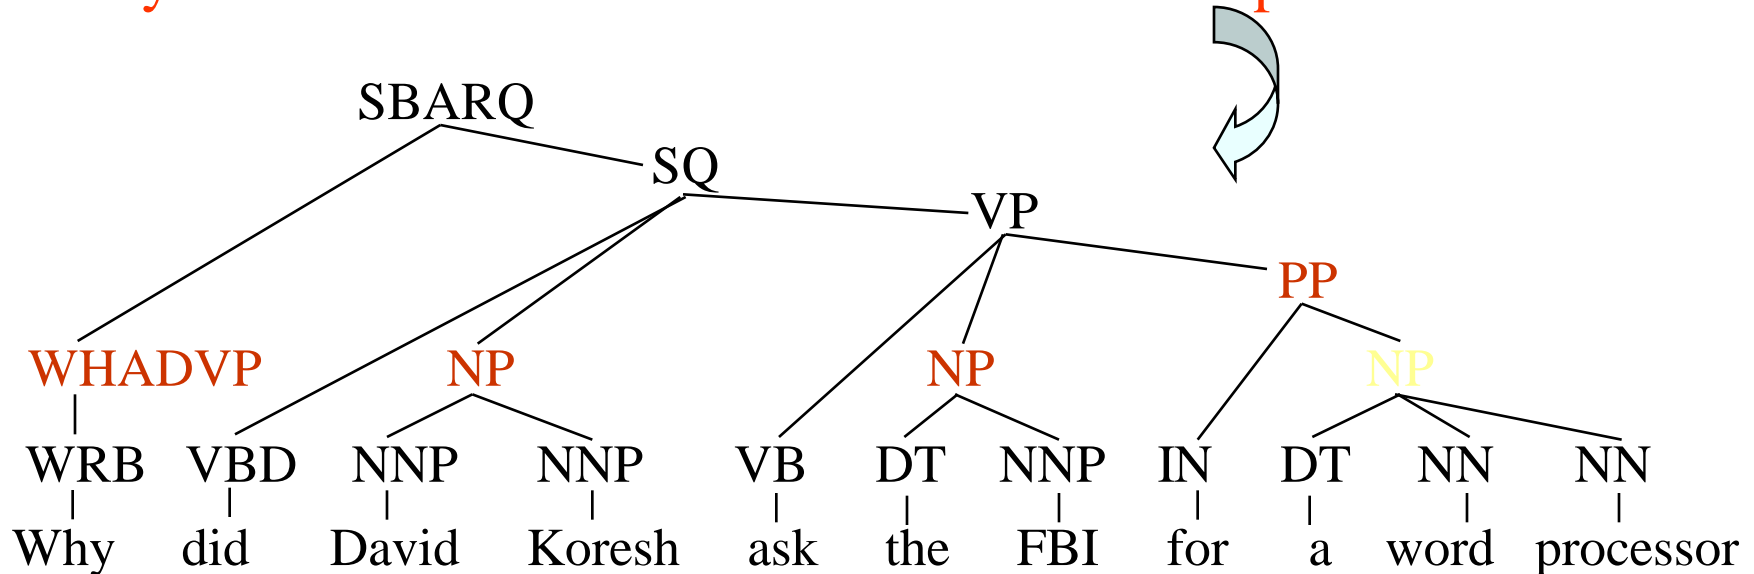 SBARQ
SQ
VP
PP
WHADVP NP NP NP
WRB VBD NNP NNP VB DT NNP IN DT NN NN
Why did David Koresh ask the FBI for a word processor